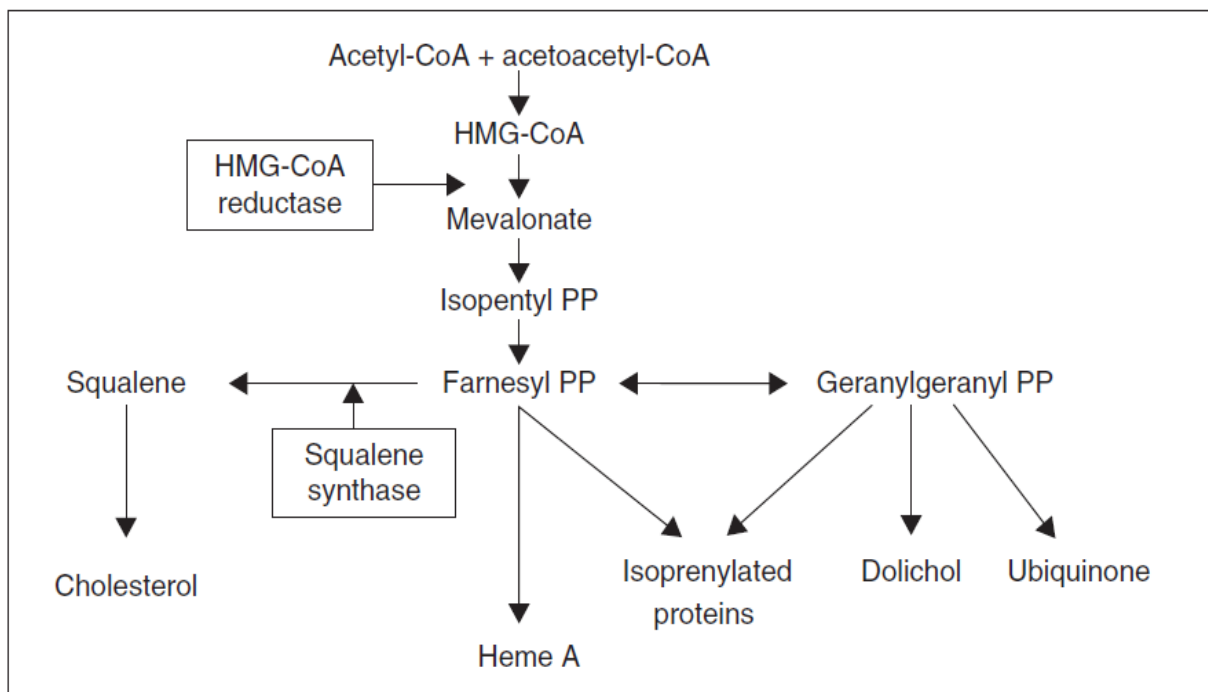 Acetyl-CoA + acetoacetyl-CoA
HMG-CoA
HMG-CoA
reductase
Mevalonate
Isopentyl PP
Squalene
Farnesyl PP
Geranylgeranyl PP
Squalene
synthase
Cholesterol
Isoprenylated
proteins
Dolichol
Ubiquinone
Heme A